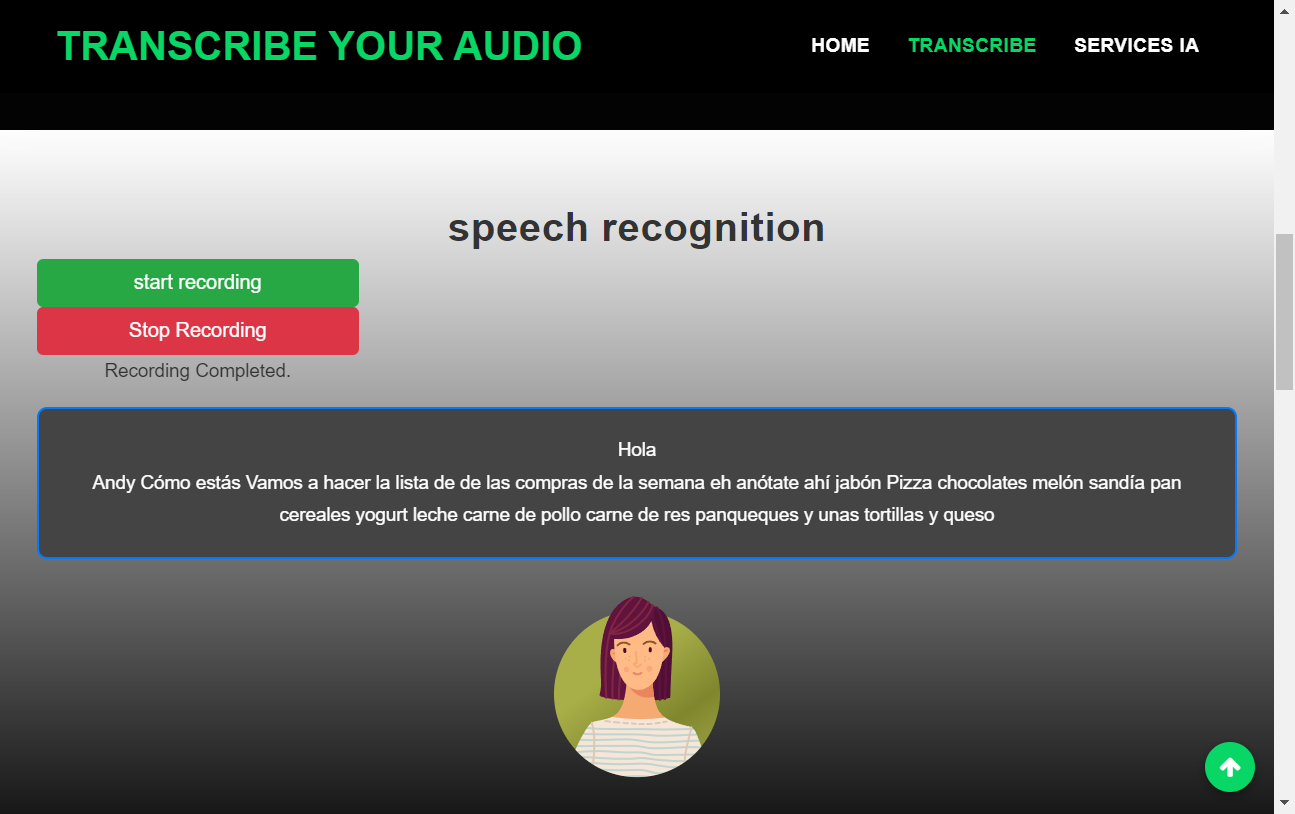 TRANSCRIBE YOUR AUDIO
HOME
TRANSCRIBE
SERVICES IA
speech recognition
start recording
Stop Recording
Recording Completed.
Hola
Andy Cómo estás Vamos a hacer la lista de de las compras de la semana eh anótate ahí jabón Pizza chocolates melón sandía pan
cereales yogurt leche carne de pollo carne de res panqueques y unas tortillas y queso